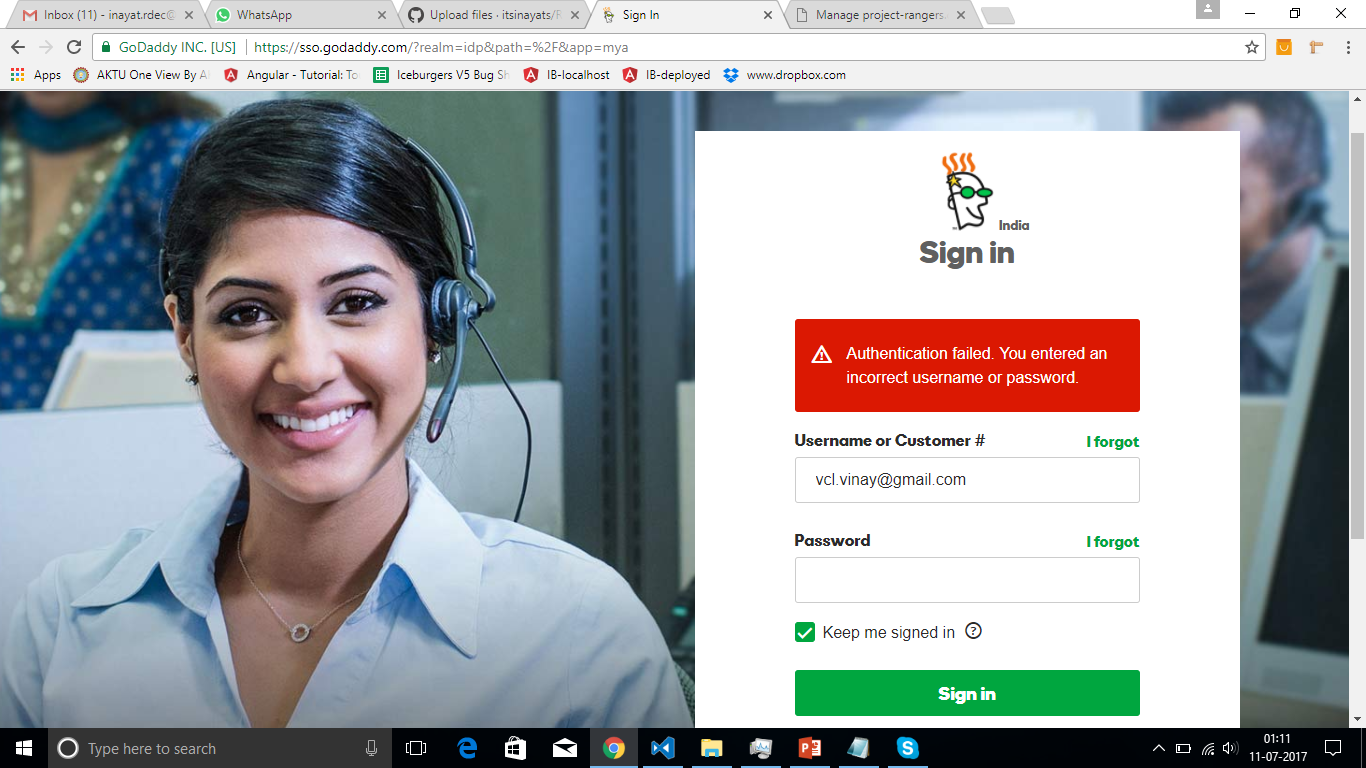 Inbox (11) - inayat.rdec@
WhatsApp
Upload files · itsinayats/R
Sign In
Manage project-rangers.
GoDaddy INC. [US]
https://sso.godaddy.com/?realm=idp&path=%2F&app=mya
Apps
AKTU One View By A
Angular - Tutorial: To
Iceburgers V5 Bug Sh
IB-localhost
IB-deployed
www.dropbox.com
India
Sign in
Authentication failed. You entered an
incorrect username or password.
Username or Customer #
I forgot
vcl.vinay@gmail.com
Password
I forgot
Keep me signed in
Sign in
Type here to search
01:11
11-07-2017